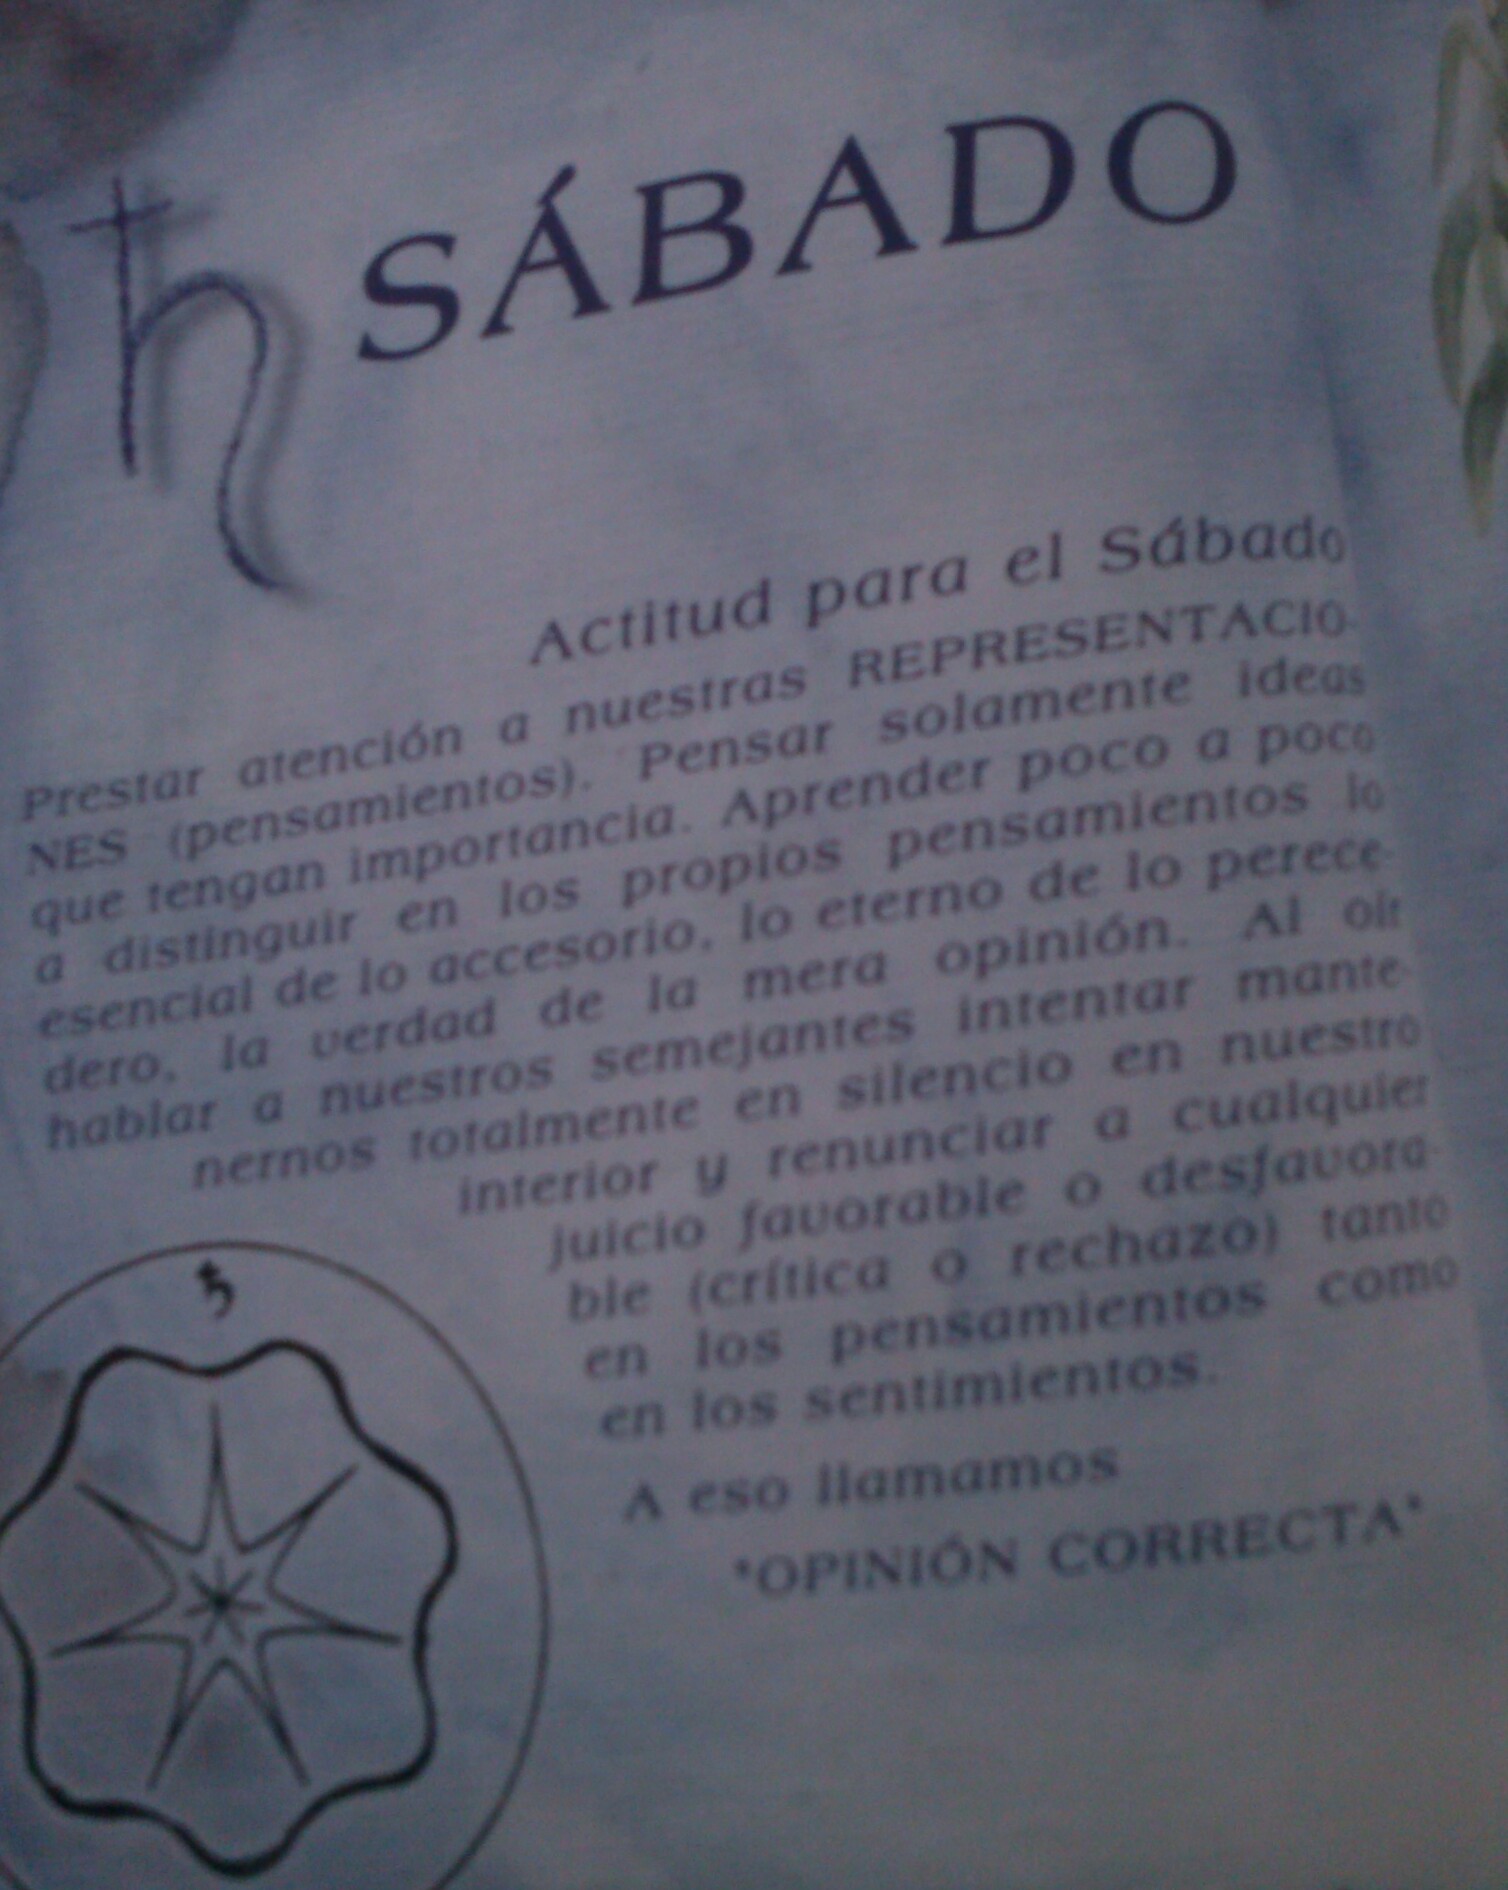 ♄ SÁBADO
Actitud para el Sábado
Prestar atención a nuestras REPRESENTACIO-
NES (pensamientos). Pensar solamente ideas
que tengan importancia. Aprender poco a poco
a distinguir en los propios pensamientos lo
esencial de lo accesorio, lo eterno de lo perece-
dero, la verdad de la mera opinión. Al oír
hablar a nuestros semejantes intentar mante-
nernos totalmente en silencio en nuestro
interior y renunciar a cualquier
juicio favorable o desfavora-
ble (crítica o rechazo) tanto
en los pensamientos como
en los sentimientos.
A eso llamamos
"OPINIÓN CORRECTA"
♄